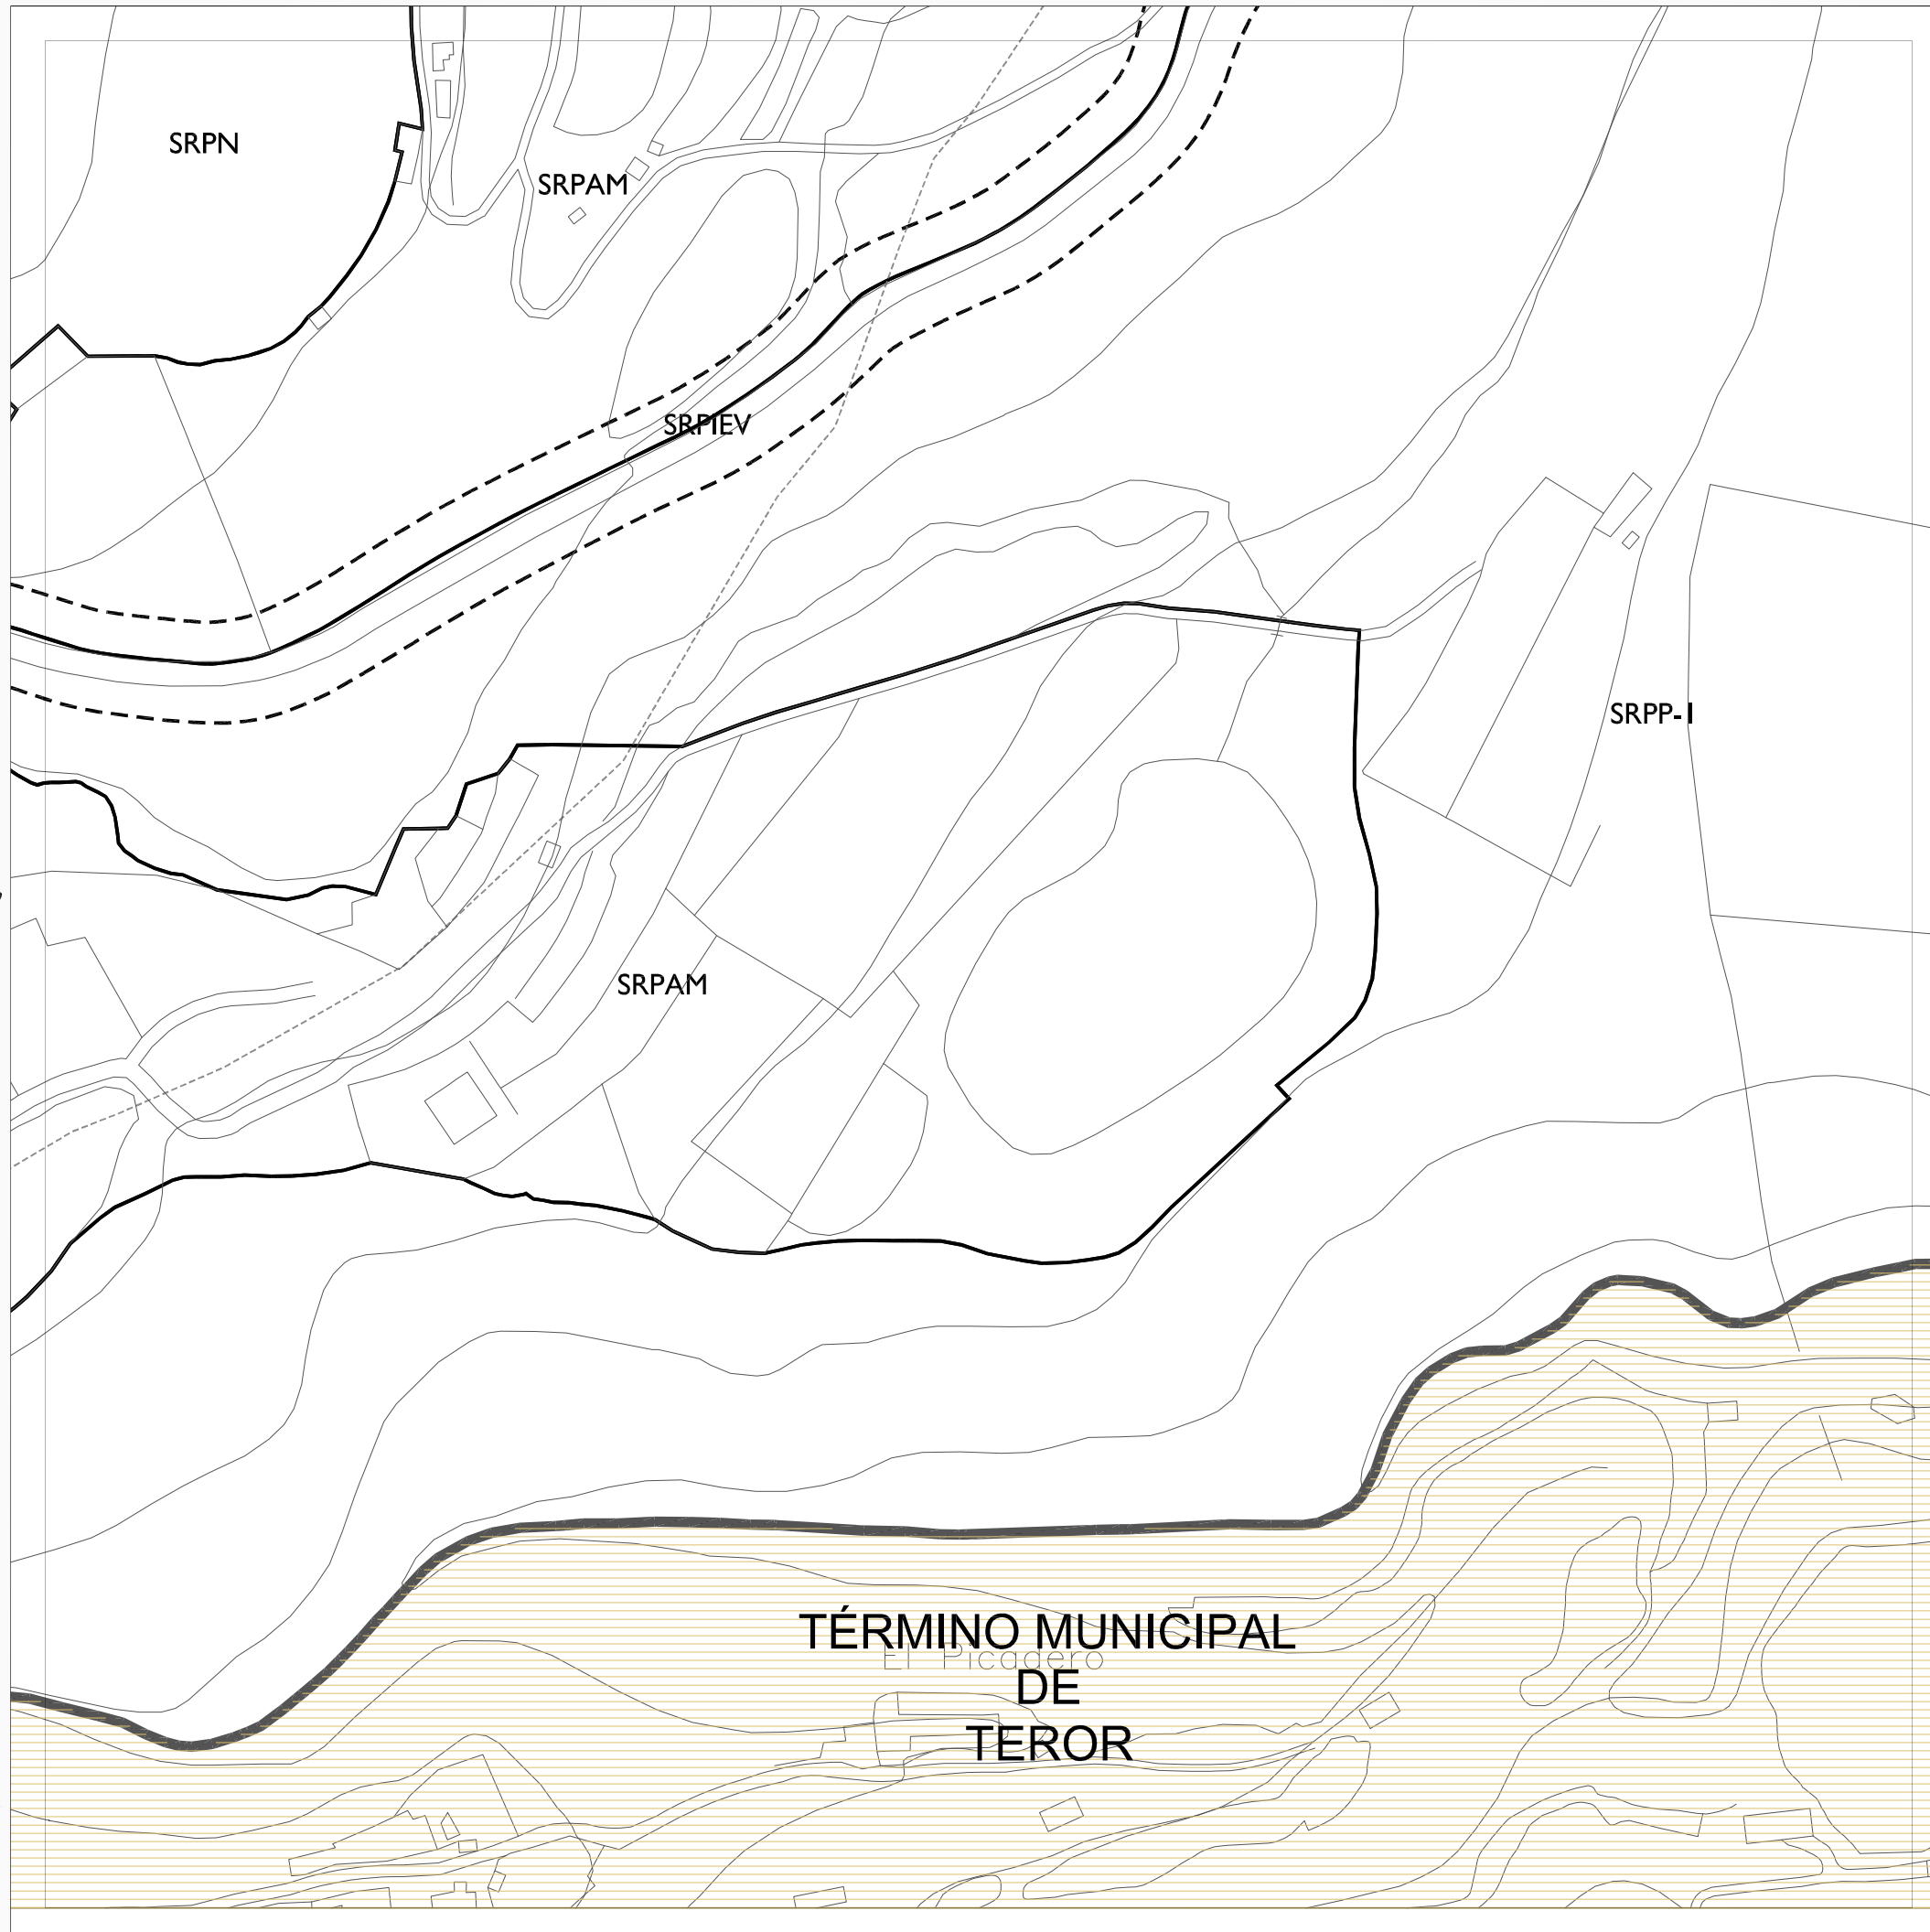 SRPN
SRPAM
SRPIEV
SRPP-1
SRPAM
TÉRMINO MUNICIPAL
El Picadero
DE
TEROR